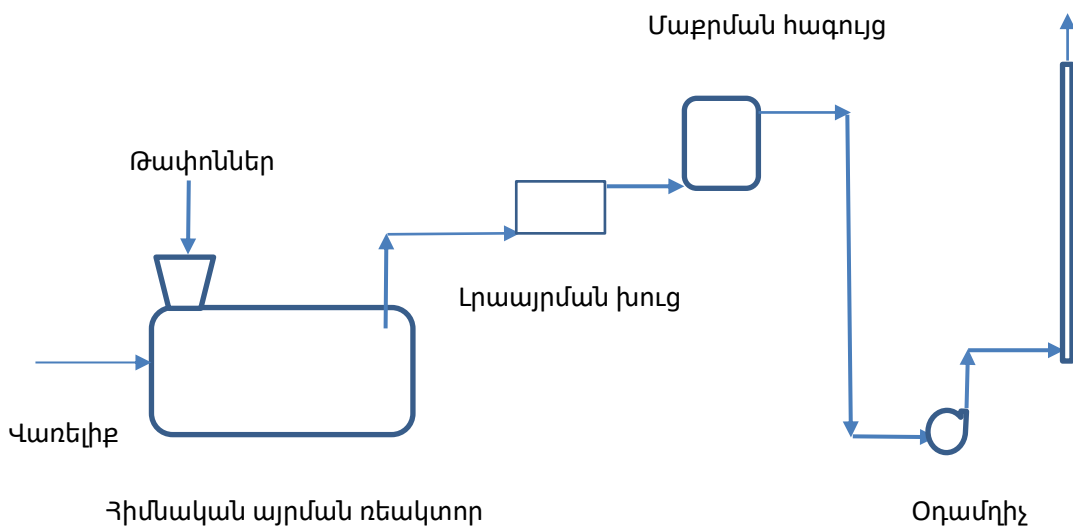 Մաքրման հագույց
Թափոններ
Լրաայրման խուց
Վառելիք
Հիմնական այրման ռեակտոր
Օդամղիչ